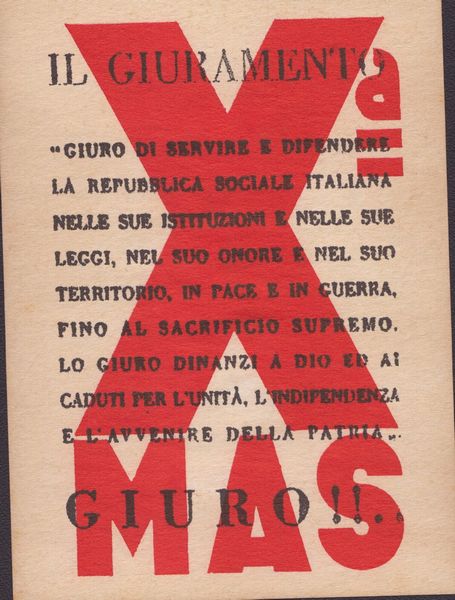 IL GIURAMENTO
„GIURO DI SERVIRE E DIFENDERE
LA REPUBBLICA SOCIALE ITALIANA
NELLE SUE ISTITUZIONI E NELLE SUE
LEGGI, NEL SUO ONORE E NEL SUO
TERRITORIO, IN PACE E IN GUERRA,
FINO AL SACRIFICIO SUPREMO.
LO GIURO DINANZI A DIO ED AI
CADUTI PER L'UNITÀ, L'INDIPENDENZA
E L'AVVENIRE DELLA PATRIA„.
GIURO!!..
X
MAS